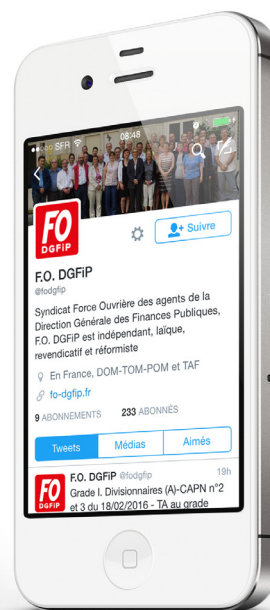 SFR 08:48
FO
DGFiP
Suivre
F.O. DGFiP
@fodgfip
Syndicat Force Ouvrière des agents de la
Direction Générale des Finances Publiques,
F.O. DGFiP est indépendant, laïque,
revendicatif et réformiste
En France, DOM-TOM-POM et TAF
fo-dgfip.fr
9 ABONNEMENTS 233 ABONNÉS
Tweets Médias Aimés
FO
DGFiP
F.O. DGFiP @fodgfip 19h
Grade I. Divisionnaires (A)-CAPN n°2
et 3 du 18/02/2016 - TA au grade